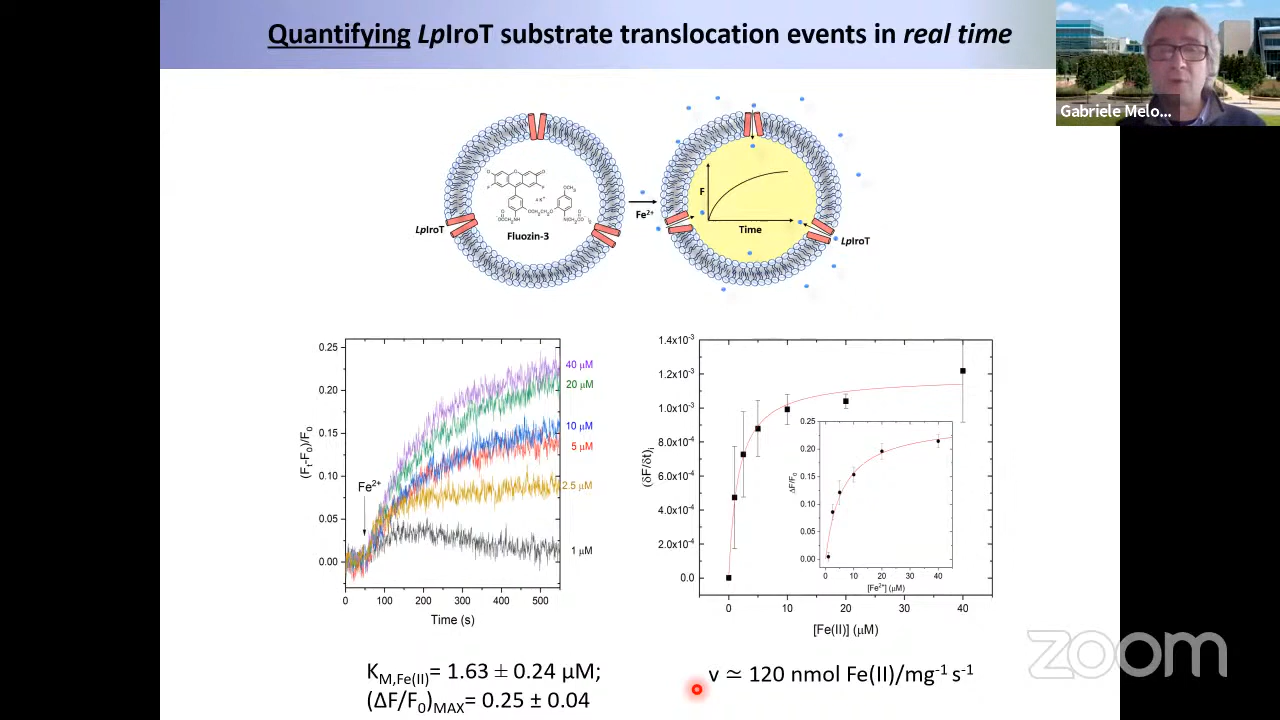 Quantifying LpIroT substrate translocation events in real time
Gabriele Melo...
LpIroT
Fluozin-3
Fe²⁺
F
Time
LpIroT
(Fₜ-F₀)/F₀
0.25
0.20
0.15
0.10
0.05
0.00
Fe²⁺
40 µM
20 µM
10 µM
5 µM
2.5 µM
1 µM
0 100 200 300 400 500
Time (s)
(δF/δt)ᵢ
1.4x10⁻³
1.2x10⁻³
1.0x10⁻³
8.0x10⁻⁴
6.0x10⁻⁴
4.0x10⁻⁴
2.0x10⁻⁴
0.0
0 10 20 30 40
[Fe(II)] (µM)
ΔF/F₀
0.25
0.20
0.15
0.10
0.05
0.00
0 10 20 30 40
[Fe²⁺] (µM)
K_M,Fe(II)= 1.63 ± 0.24 µM;
(ΔF/F₀)MAX= 0.25 ± 0.04
v ≃ 120 nmol Fe(II)/mg⁻¹ s⁻¹
zoom